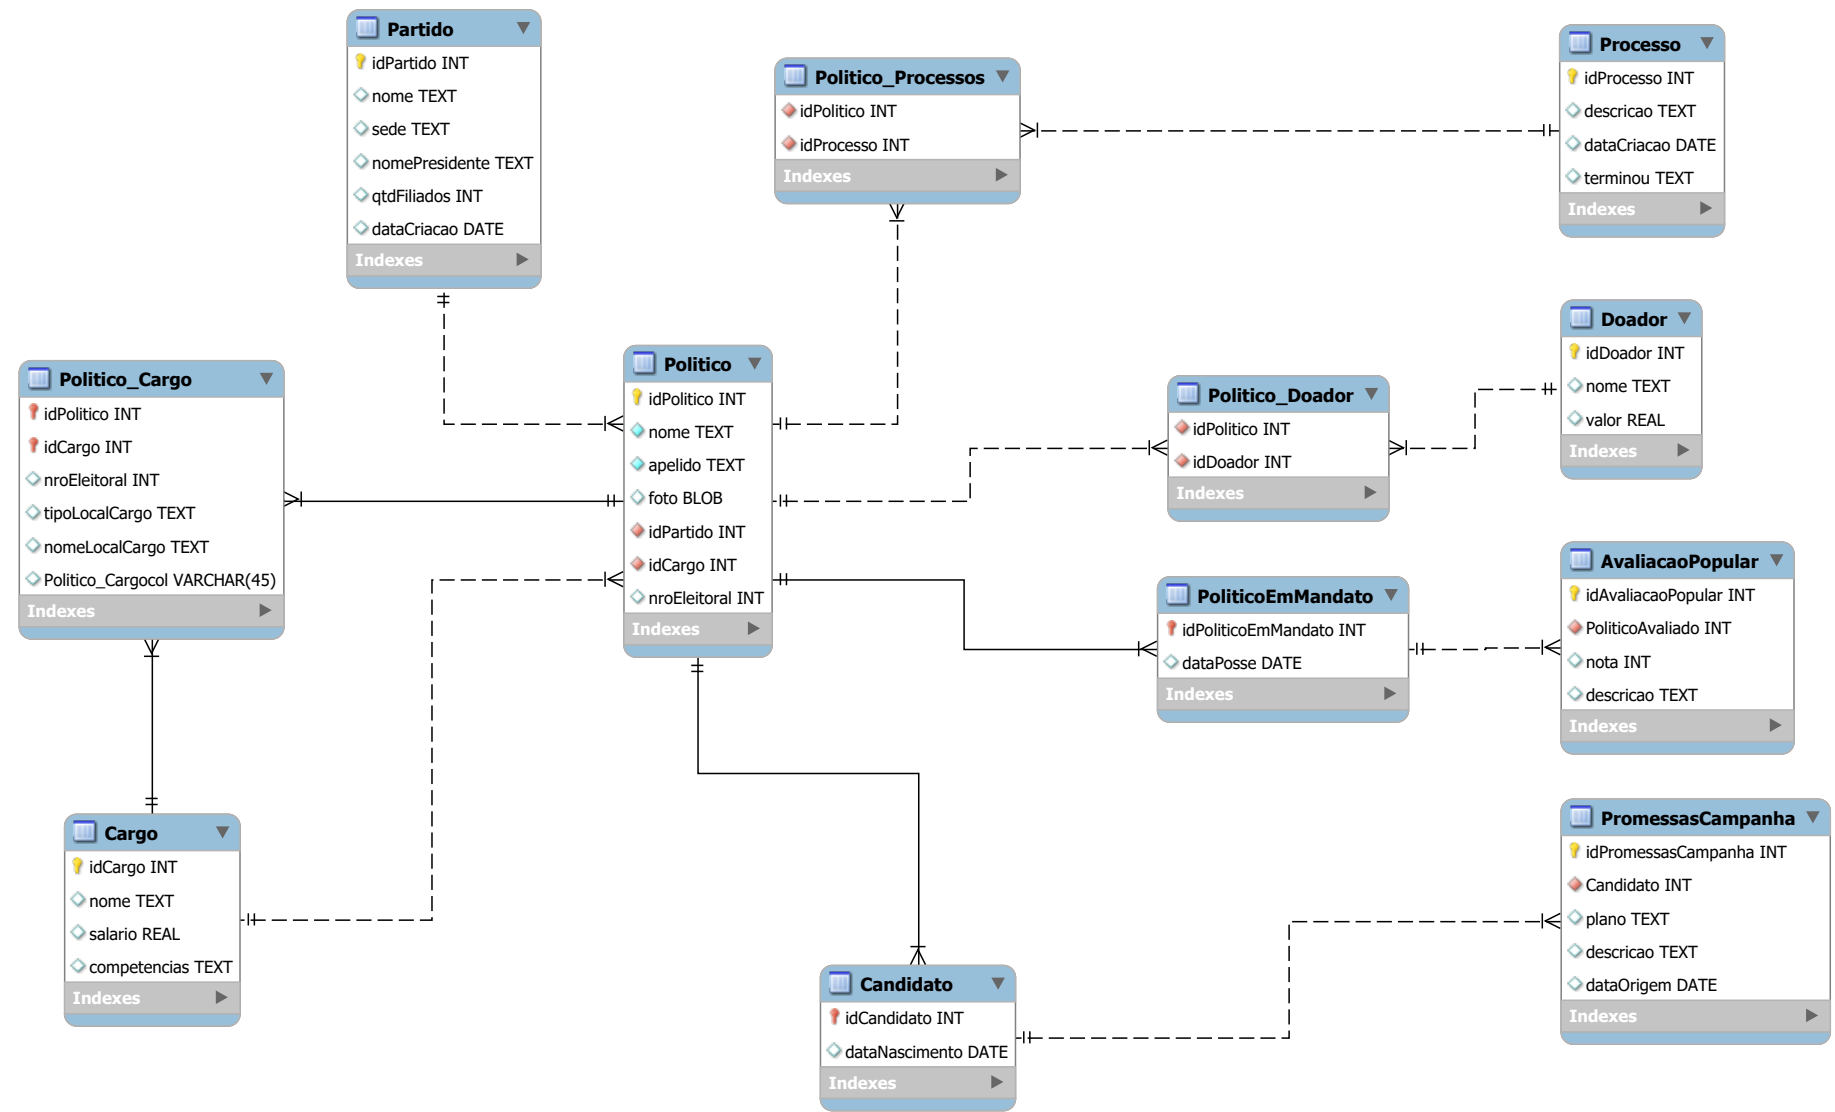 Partido
idPartido INT
nome TEXT
sede TEXT
nomePresidente TEXT
qtdFiliados INT
dataCriacao DATE
Indexes
Politico_Processos
idPolitico INT
idProcesso INT
Indexes
Processo
idProcesso INT
descricao TEXT
dataCriacao DATE
terminou TEXT
Indexes
Politico_Cargo
idPolitico INT
idCargo INT
nroEleitoral INT
tipoLocalCargo TEXT
nomeLocalCargo TEXT
Politico_Cargocol VARCHAR(45)
Indexes
Politico
idPolitico INT
nome TEXT
apelido TEXT
foto BLOB
idPartido INT
idCargo INT
nroEleitoral INT
Indexes
Politico_Doador
idPolitico INT
idDoador INT
Indexes
Doador
idDoador INT
nome TEXT
valor REAL
Indexes
PoliticoEmMandato
idPoliticoEmMandato INT
dataPosse DATE
Indexes
AvaliacaoPopular
idAvaliacaoPopular INT
PoliticoAvaliado INT
nota INT
descricao TEXT
Indexes
Cargo
idCargo INT
nome TEXT
salario REAL
competencias TEXT
Indexes
Candidato
idCandidato INT
dataNascimento DATE
Indexes
PromessasCampanha
idPromessasCampanha INT
Candidato INT
plano TEXT
descricao TEXT
dataOrigem DATE
Indexes